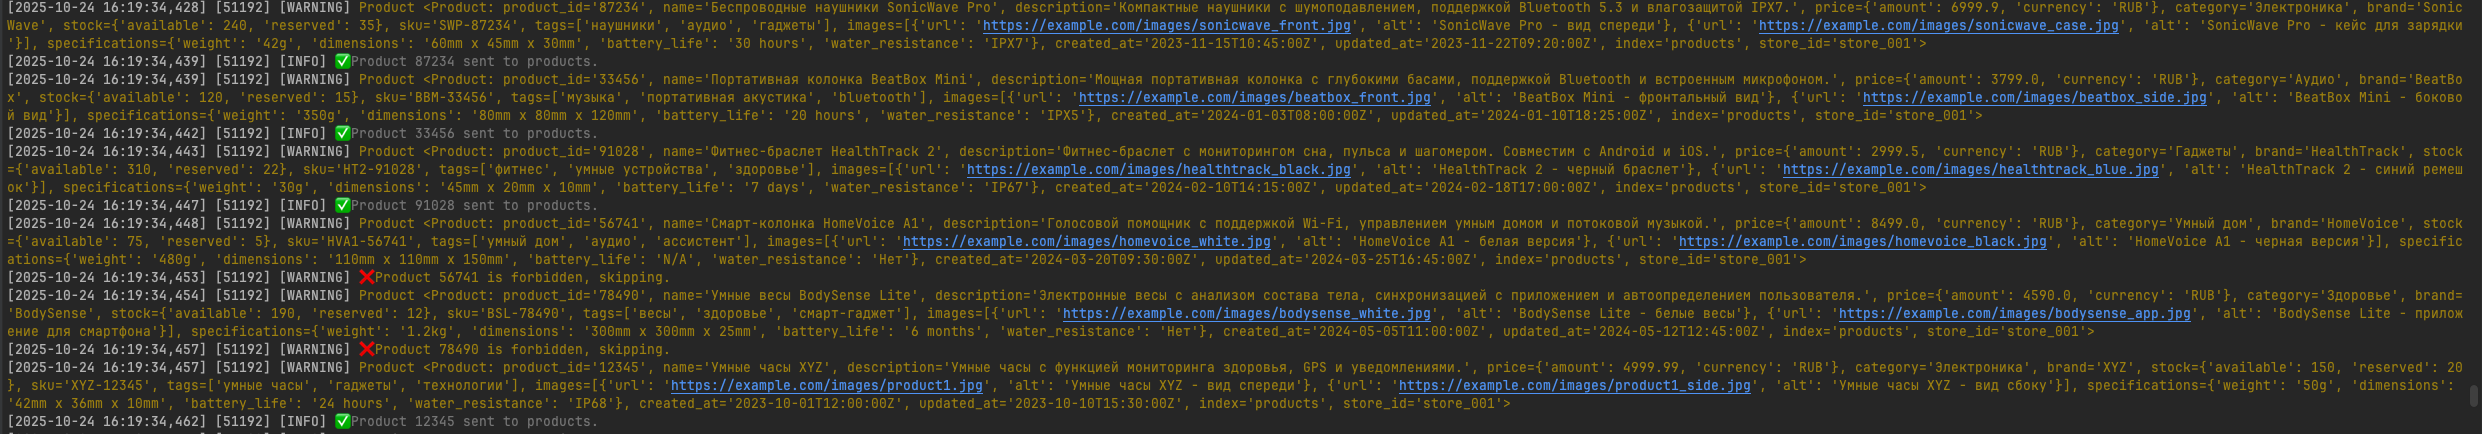 [2025-10-24 16:19:34,428] [51192] [WARNING] Product <Product: product_id='87234', name='Беспроводные наушники SonicWave Pro', description='Компактные наушники с шумоподавлением, поддержкой Bluetooth 5.3 и влагозащитой IPX7.', price={'amount': 6999.9, 'currency': 'RUB'}, category='Электроника', brand='Sonic
Wave', stock={'available': 240, 'reserved': 35}, sku='SWP-87234', tags=['наушники', 'аудио', 'гаджеты'], images=[{'url': 'https://example.com/images/sonicwave_front.jpg', 'alt': 'SonicWave Pro - вид спереди'}, {'url': 'https://example.com/images/sonicwave_case.jpg', 'alt': 'SonicWave Pro - кейс для зарядки
'}], specifications={'weight': '42g', 'dimensions': '60mm x 45mm x 30mm', 'battery_life': '30 hours', 'water_resistance': 'IPX7'}, created_at='2023-11-15T10:45:00Z', updated_at='2023-11-22T09:20:00Z', index='products', store_id='store_001'>
[2025-10-24 16:19:34,439] [51192] [INFO] ✅Product 87234 sent to products.
[2025-10-24 16:19:34,439] [51192] [WARNING] Product <Product: product_id='33456', name='Портативная колонка BeatBox Mini', description='Мощная портативная колонка с глубокими басами, поддержкой Bluetooth и встроенным микрофоном.', price={'amount': 3799.0, 'currency': 'RUB'}, category='Аудио', brand='BeatBo
x', stock={'available': 120, 'reserved': 15}, sku='BBM-33456', tags=['музыка', 'портативная акустика', 'bluetooth'], images=[{'url': 'https://example.com/images/beatbox_front.jpg', 'alt': 'BeatBox Mini - фронтальный вид'}, {'url': 'https://example.com/images/beatbox_side.jpg', 'alt': 'BeatBox Mini - боково
й вид'}], specifications={'weight': '350g', 'dimensions': '80mm x 80mm x 120mm', 'battery_life': '20 hours', 'water_resistance': 'IPX5'}, created_at='2024-01-03T08:00:00Z', updated_at='2024-01-10T18:25:00Z', index='products', store_id='store_001'>
[2025-10-24 16:19:34,442] [51192] [INFO] ✅Product 33456 sent to products.
[2025-10-24 16:19:34,443] [51192] [WARNING] Product <Product: product_id='91028', name='Фитнес-браслет HealthTrack 2', description='Фитнес-браслет с мониторингом сна, пульса и шагомером. Совместим с Android и iOS.', price={'amount': 2999.5, 'currency': 'RUB'}, category='Гаджеты', brand='HealthTrack', stock
={'available': 310, 'reserved': 22}, sku='HT2-91028', tags=['фитнес', 'умные устройства', 'здоровье'], images=[{'url': 'https://example.com/images/healthtrack_black.jpg', 'alt': 'HealthTrack 2 - черный браслет'}, {'url': 'https://example.com/images/healthtrack_blue.jpg', 'alt': 'HealthTrack 2 - синий ремеш
ок'}], specifications={'weight': '30g', 'dimensions': '45mm x 20mm x 10mm', 'battery_life': '7 days', 'water_resistance': 'IP67'}, created_at='2024-02-10T14:15:00Z', updated_at='2024-02-18T17:00:00Z', index='products', store_id='store_001'>
[2025-10-24 16:19:34,447] [51192] [INFO] ✅Product 91028 sent to products.
[2025-10-24 16:19:34,448] [51192] [WARNING] Product <Product: product_id='56741', name='Смарт-колонка HomeVoice A1', description='Голосовой помощник с поддержкой Wi-Fi, управлением умным домом и потоковой музыкой.', price={'amount': 8499.0, 'currency': 'RUB'}, category='Умный дом', brand='HomeVoice', stock
={'available': 75, 'reserved': 5}, sku='HVA1-56741', tags=['умный дом', 'аудио', 'ассистент'], images=[{'url': 'https://example.com/images/homevoice_white.jpg', 'alt': 'HomeVoice A1 - белая версия'}, {'url': 'https://example.com/images/homevoice_black.jpg', 'alt': 'HomeVoice A1 - черная версия'}], specific
ations={'weight': '480g', 'dimensions': '110mm x 110mm x 150mm', 'battery_life': 'N/A', 'water_resistance': 'Нет'}, created_at='2024-03-20T09:30:00Z', updated_at='2024-03-25T16:45:00Z', index='products', store_id='store_001'>
[2025-10-24 16:19:34,453] [51192] [WARNING] ❌Product 56741 is forbidden, skipping.
[2025-10-24 16:19:34,454] [51192] [WARNING] Product <Product: product_id='78490', name='Умные весы BodySense Lite', description='Электронные весы с анализом состава тела, синхронизацией с приложением и автоопределением пользователя.', price={'amount': 4590.0, 'currency': 'RUB'}, category='Здоровье', brand=
'BodySense', stock={'available': 190, 'reserved': 12}, sku='BSL-78490', tags=['весы', 'здоровье', 'смарт-гаджет'], images=[{'url': 'https://example.com/images/bodysense_white.jpg', 'alt': 'BodySense Lite - белые весы'}, {'url': 'https://example.com/images/bodysense_app.jpg', 'alt': 'BodySense Lite - прилож
ение для смартфона'}], specifications={'weight': '1.2kg', 'dimensions': '300mm x 300mm x 25mm', 'battery_life': '6 months', 'water_resistance': 'Нет'}, created_at='2024-05-05T11:00:00Z', updated_at='2024-05-12T12:45:00Z', index='products', store_id='store_001'>
[2025-10-24 16:19:34,457] [51192] [WARNING] ❌Product 78490 is forbidden, skipping.
[2025-10-24 16:19:34,457] [51192] [WARNING] Product <Product: product_id='12345', name='Умные часы XYZ', description='Умные часы с функцией мониторинга здоровья, GPS и уведомлениями.', price={'amount': 4999.99, 'currency': 'RUB'}, category='Электроника', brand='XYZ', stock={'available': 150, 'reserved': 20
}, sku='XYZ-12345', tags=['умные часы', 'гаджеты', 'технологии'], images=[{'url': 'https://example.com/images/product1.jpg', 'alt': 'Умные часы XYZ - вид спереди'}, {'url': 'https://example.com/images/product1_side.jpg', 'alt': 'Умные часы XYZ - вид сбоку'}], specifications={'weight': '50g', 'dimensions':
'42mm x 36mm x 10mm', 'battery_life': '24 hours', 'water_resistance': 'IP68'}, created_at='2023-10-01T12:00:00Z', updated_at='2023-10-10T15:30:00Z', index='products', store_id='store_001'>
[2025-10-24 16:19:34,462] [51192] [INFO] ✅Product 12345 sent to products.